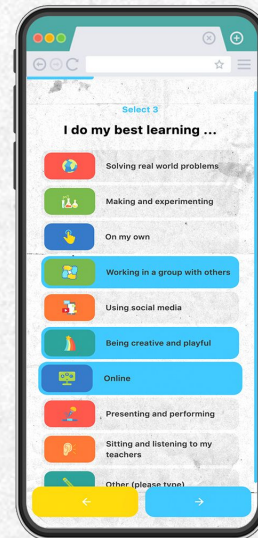 Select 3
I do my best learning ...
Solving real world problems
Making and experimenting
On my own
Working in a group with others
Using social media
Being creative and playful
Online
Presenting and performing
Sitting and listening to my
teachers
Other (please type)